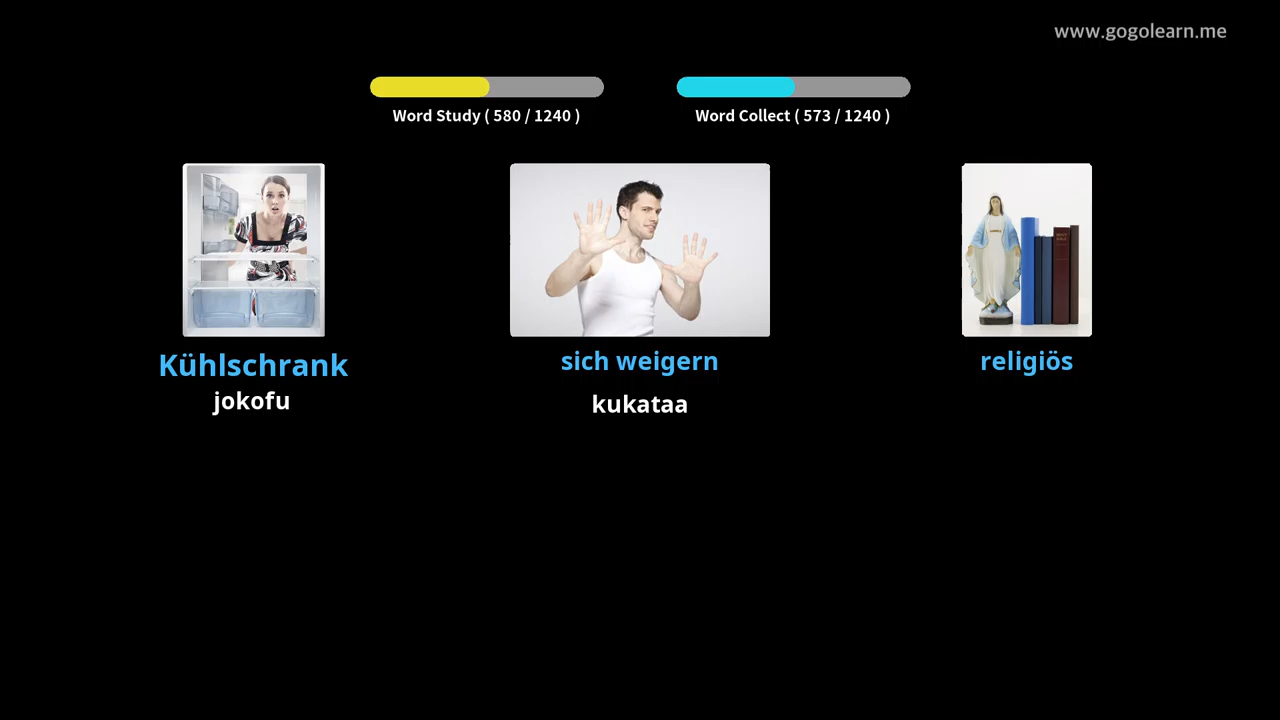 www.gogolearn.me
Word Study ( 580 / 1240 )
Word Collect ( 573 / 1240 )
Kühlschrank
jokofu
sich weigern
kukataa
religiös